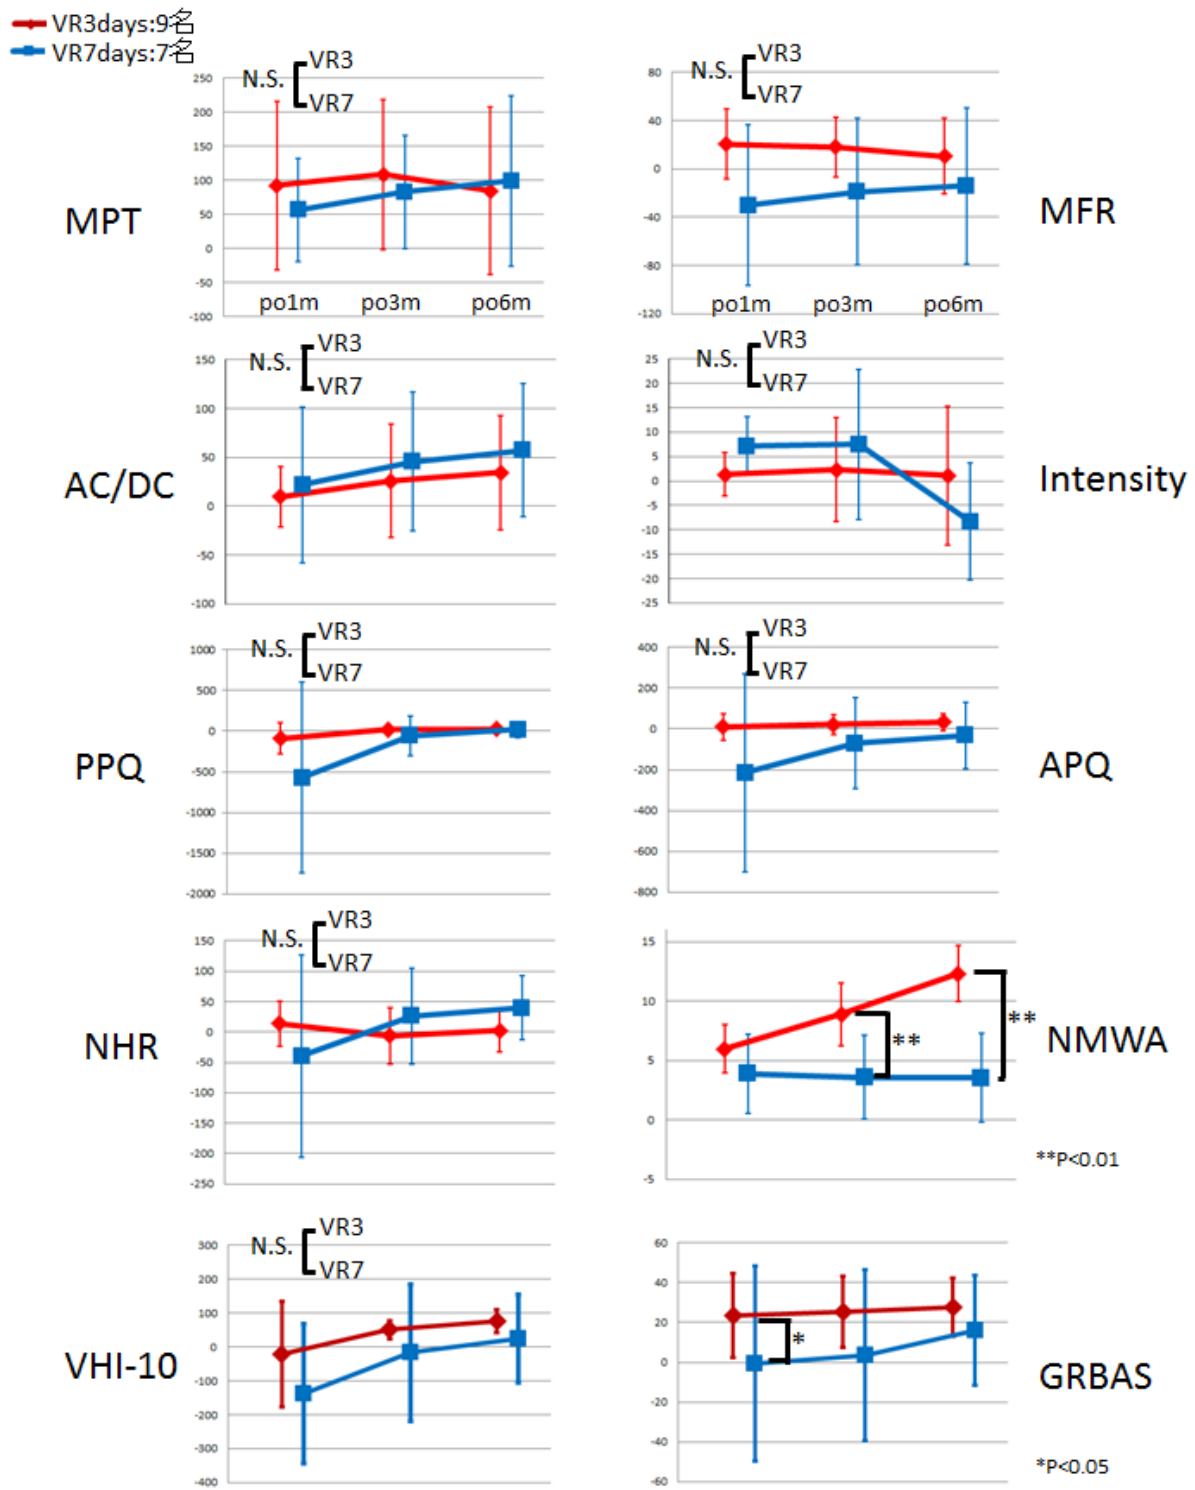 VR3days:9名
VR7days:7名
MPT
N.S.
VR3
VR7
250
200
150
100
50
0
-50
-100
po1m po3m po6m
MFR
N.S.
VR3
VR7
80
40
0
-40
-80
-120
po1m po3m po6m
AC/DC
N.S.
VR3
VR7
150
100
50
0
-50
-100
Intensity
N.S.
VR3
VR7
25
20
15
10
5
0
-5
-10
-15
-20
-25
PPQ
N.S.
VR3
VR7
1000
500
0
-500
-1000
-1500
-2000
APQ
N.S.
VR3
VR7
400
200
0
-200
-400
-600
-800
NHR
N.S.
VR3
VR7
150
100
50
0
-50
-100
-150
-200
-250
NMWA
15
10
5
0
-5
**
**
**P<0.01
VHI-10
N.S.
VR3
VR7
300
200
100
0
-100
-200
-300
-400
GRBAS
60
40
20
0
-20
-40
-60
*
*P<0.05